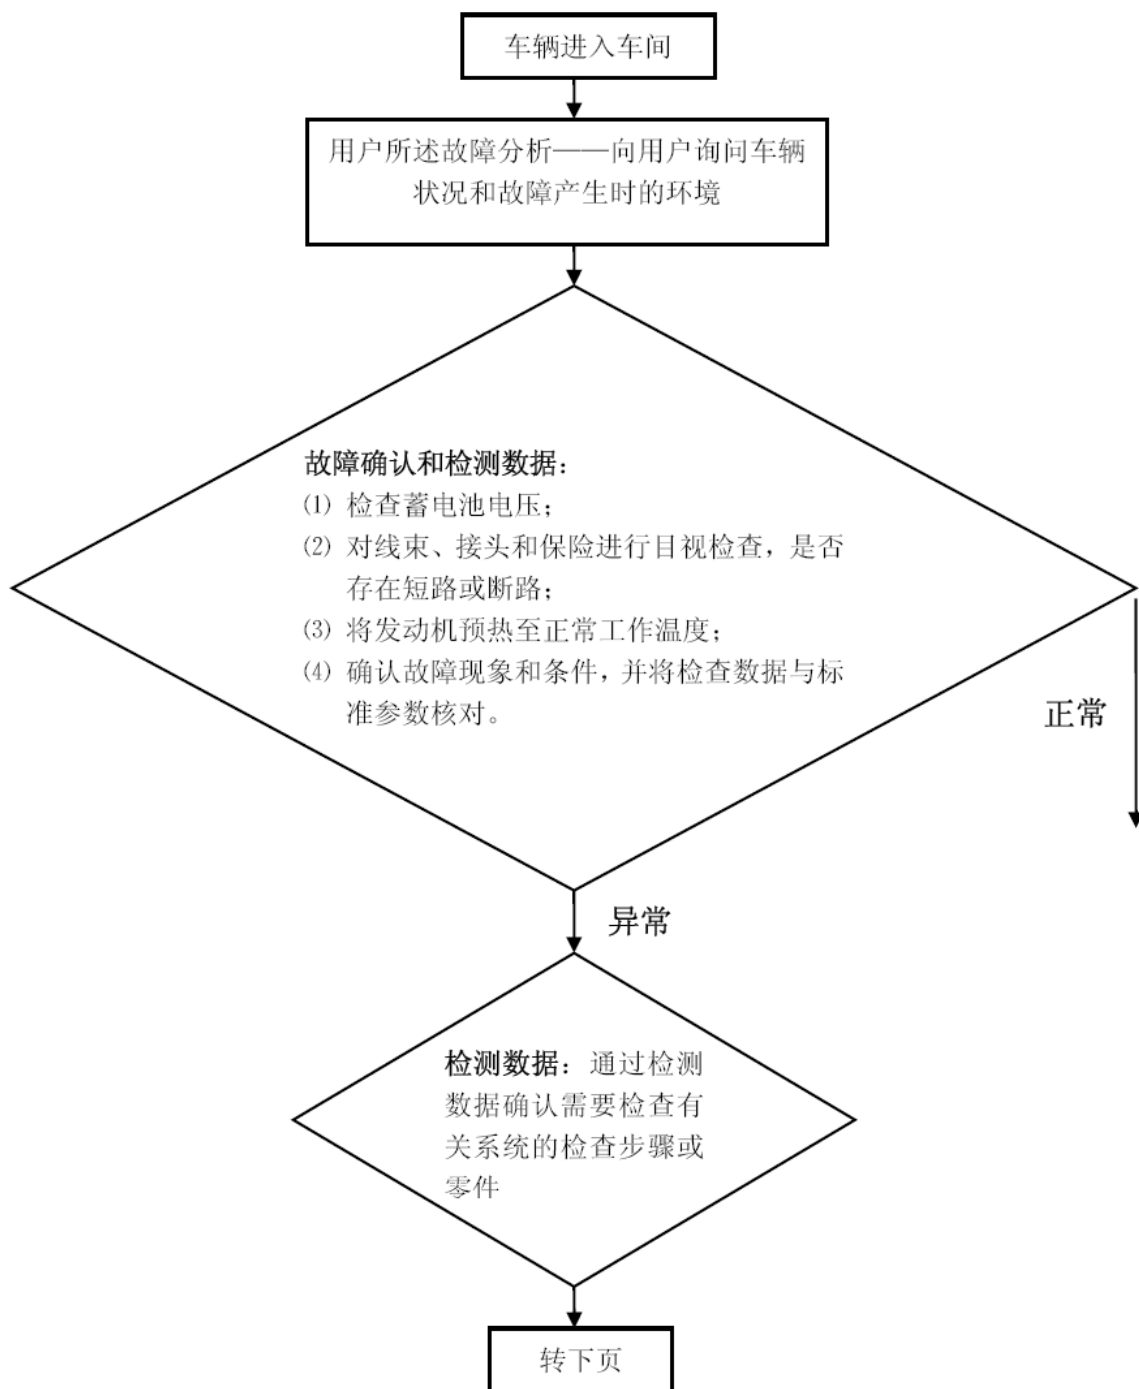 车辆进入车间
用户所述故障分析——向用户询问车辆
状况和故障产生时的环境
故障确认和检测数据：
⑴ 检查蓄电池电压；
⑵ 对线束、接头和保险进行目视检查，是否
存在短路或断路；
⑶ 将发动机预热至正常工作温度；
⑷ 确认故障现象和条件，并将检查数据与标
准参数核对。
正常
异常
检测数据：通过检测
数据确认需要检查有
关系统的检查步骤或
零件
转下页